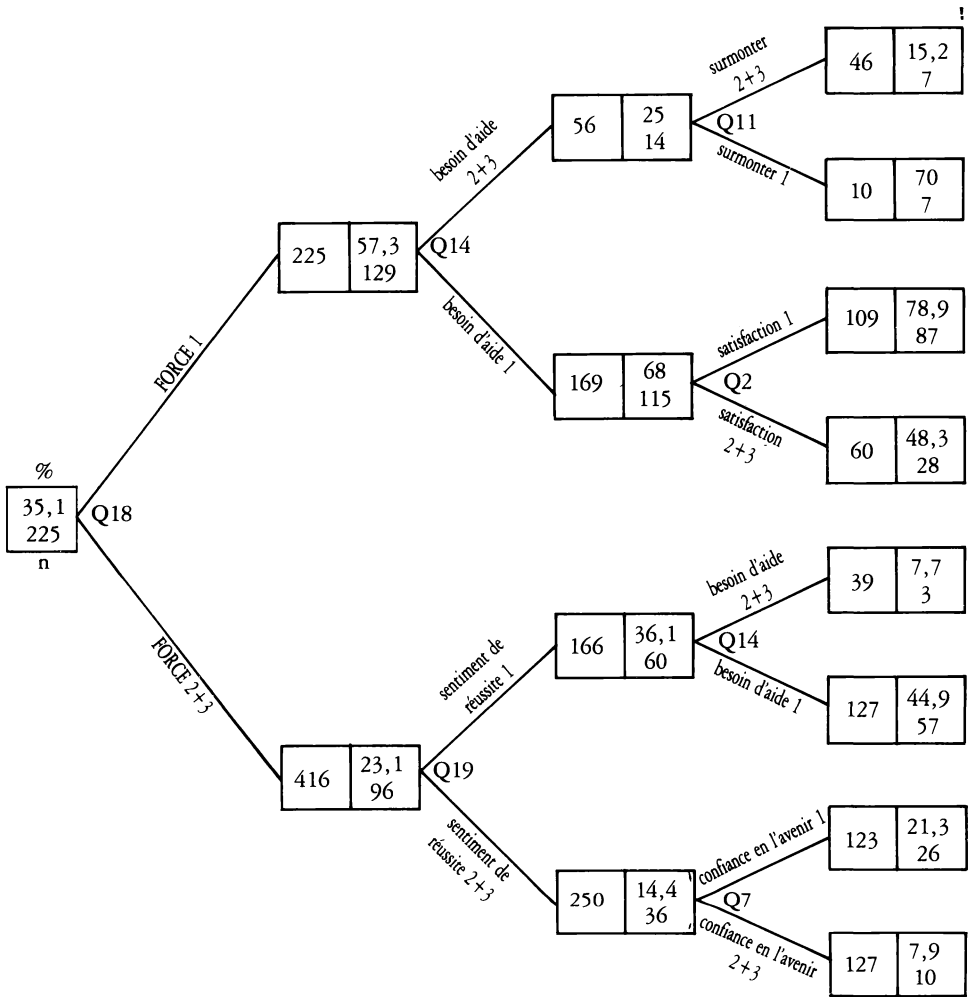 !
surmonter
2+3
46
15,2
7
besoin d'aide
2+3
56
25
14
Q11
surmonter 1
10
70
7
225
57,3
129
Q14
FORCE 1
besoin d'aide 1
satisfaction 1
109
78,9
87
169
68
115
Q2
satisfaction
2+3
60
48,3
28
%
35,1
225
n
Q18
FORCE 2+3
besoin d'aide
2+3
39
7,7
3
sentiment de
réussite 1
166
36,1
60
Q14
besoin d'aide 1
127
44,9
57
416
23,1
96
Q19
sentiment de
réussite 2+3
confiance en l'avenir 1
123
21,3
26
250
14,4
36
Q7
confiance en l'avenir
2+3
127
7,9
10